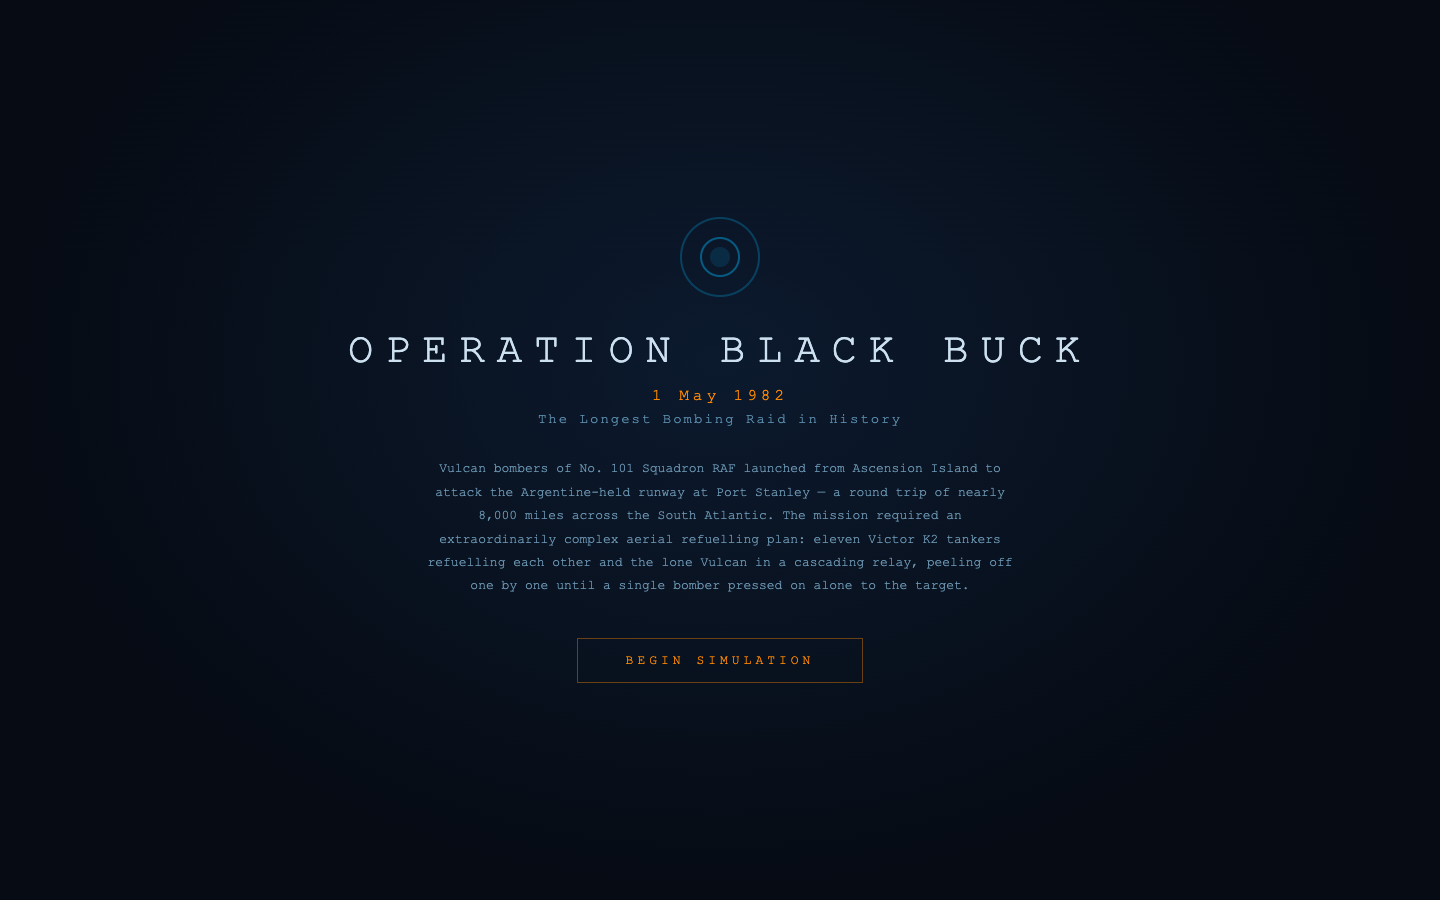 OPERATION BLACK BUCK
1 May 1982
The Longest Bombing Raid in History
Vulcan bombers of No. 101 Squadron RAF launched from Ascension Island to
attack the Argentine-held runway at Port Stanley — a round trip of nearly
8,000 miles across the South Atlantic. The mission required an
extraordinarily complex aerial refuelling plan: eleven Victor K2 tankers
refuelling each other and the lone Vulcan in a cascading relay, peeling off
one by one until a single bomber pressed on alone to the target.
BEGIN SIMULATION